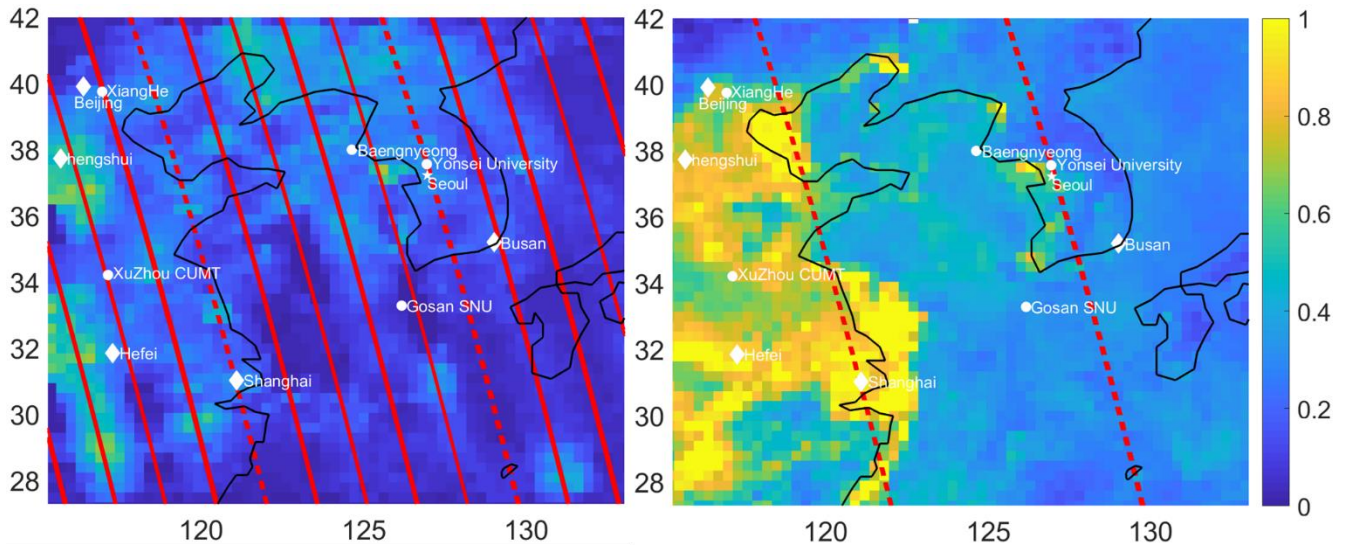 42
40
38
36
34
32
30
28
120
125
130
XiangHe
Beijing
hengshui
Baengnyeong
Yonsei University
Seoul
Busan
XuZhou CUMT
Gosan SNU
Hefei
Shanghai
42
40
38
36
34
32
30
28
120
125
130
XiangHe
Beijing
hengshui
Baengnyeong
Yonsei University
Seoul
Busan
XuZhou CUMT
Gosan SNU
Hefei
Shanghai
1
0.8
0.6
0.4
0.2
0